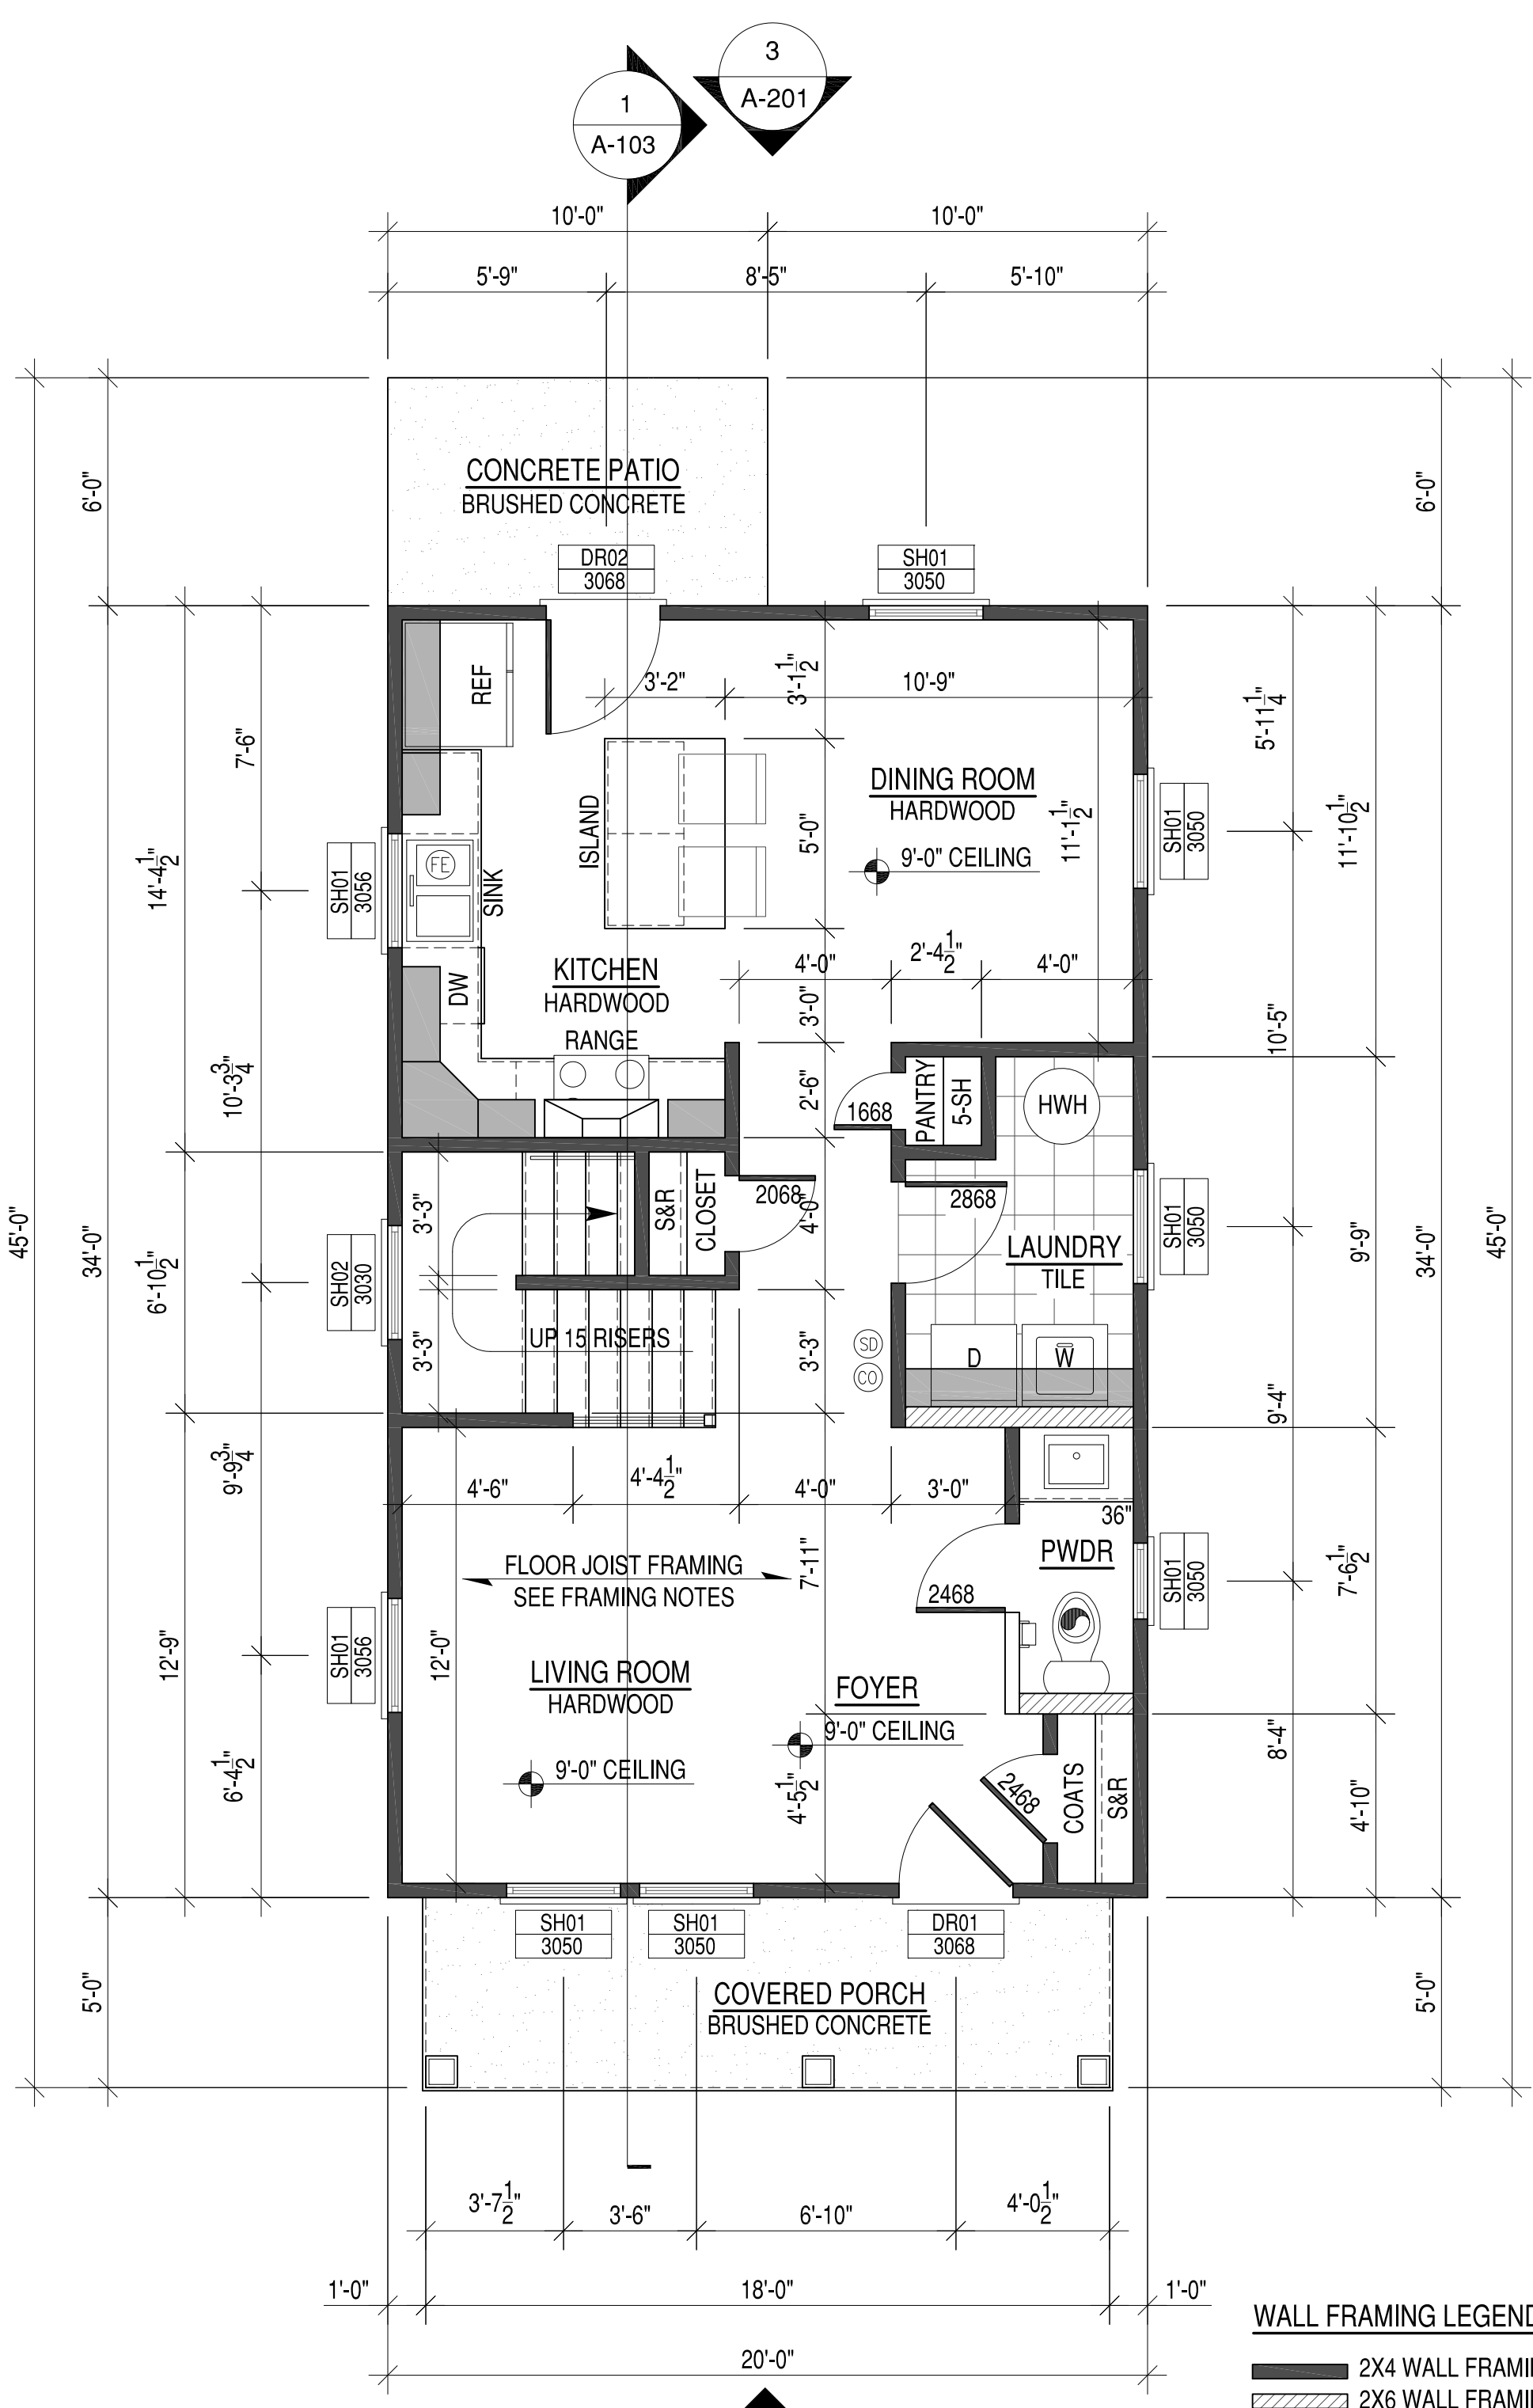 3
1
A-201
A-103
10'-0" 10'-0"
5'-9" 8'-5" 5'-10"
CONCRETE PATIO
BRUSHED CONCRETE
6'-0" 6'-0"
DR02
3068
SH01
3050
REF
3'-2" 3'-1 1/2" 10'-9"
7'-6" 5'-11 1/4"
ISLAND
DINING ROOM
HARDWOOD
9'-0" CEILING
5'-0" 11'-1 1/2"
SH01
3050
11'-10 1/2"
14'-4 1/2"
SH01
3056
FE
SINK
DW
KITCHEN
HARDWOOD
RANGE
4'-0" 2'-4 1/2" 4'-0"
3'-0"
10'-5"
10'-3 3/4"
2'-6"
1668
PANTRY
5-SH
HWH
45'-0"
34'-0"
6'-10 1/2"
SH02
3030
3'-3"
S&R
CLOSET
2068
4'-0"
2868
LAUNDRY
TILE
SH01
3050
9'-9"
34'-0"
45'-0"
3'-3"
UP 15 RISERS
3'-3"
SD
CO
D W
9'-4"
9'-9 3/4"
4'-6" 4'-4 1/2" 4'-0" 3'-0"
36"
PWDR
FLOOR JOIST FRAMING
SEE FRAMING NOTES
7'-11"
2468
SH01
3050
7'-6 1/2"
12'-9"
SH01
3056
12'-0"
LIVING ROOM
HARDWOOD
FOYER
9'-0" CEILING
9'-0" CEILING
8'-4"
6'-4 1/2"
4'-5 1/2"
2468
COATS
S&R
4'-10"
SH01
3050
SH01
3050
DR01
3068
5'-0" 5'-0"
COVERED PORCH
BRUSHED CONCRETE
3'-7 1/2" 3'-6" 6'-10" 4'-0 1/2"
1'-0" 18'-0" 1'-0"
20'-0"
WALL FRAMING LEGEND
2X4 WALL FRAMIN
2X6 WALL FRAMIN